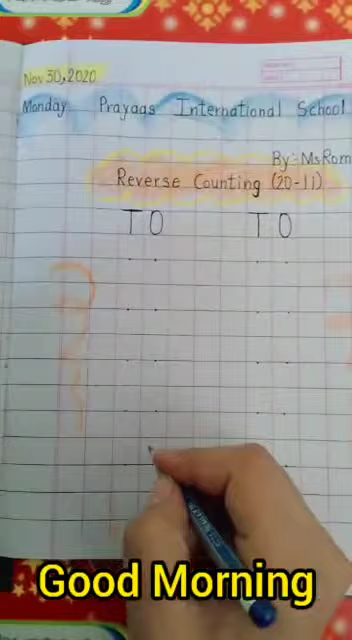 Nov 30, 2020
Monday Prayaas International School
By:- Ms Rom
Reverse Counting (20-11)
T O T O
Good Morning